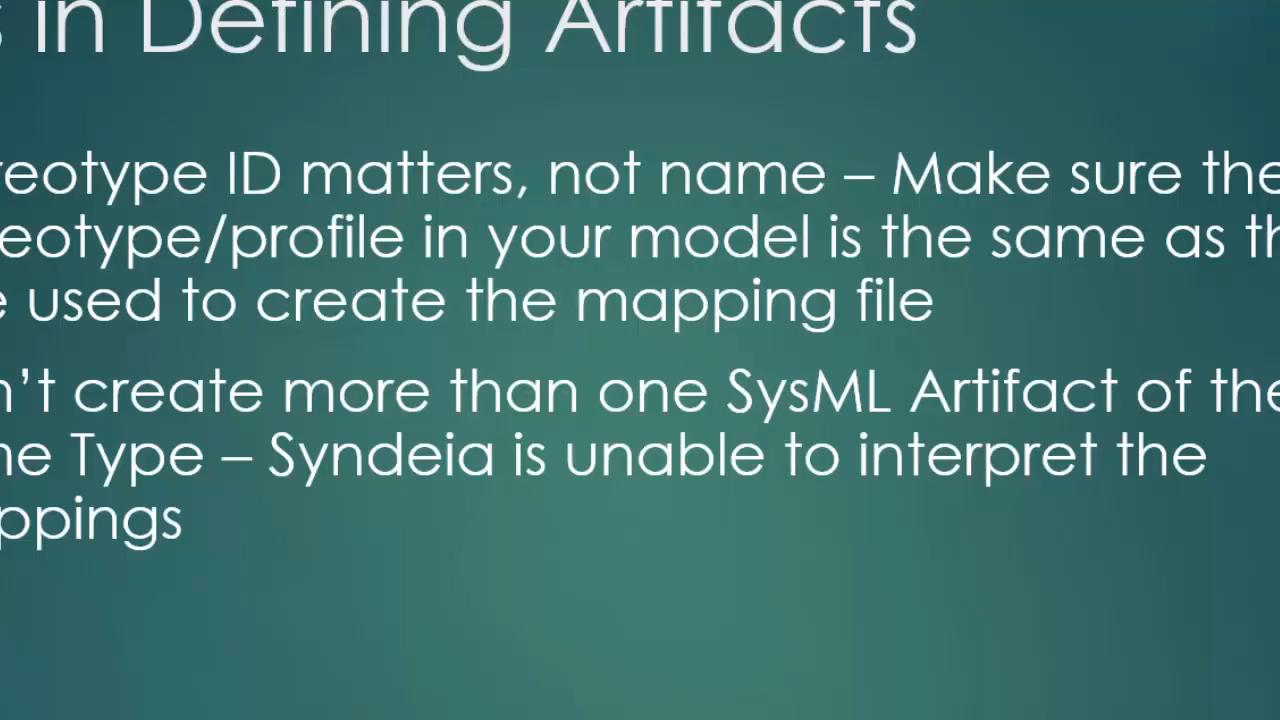 s in Defining Artifacts
reotype ID matters, not name – Make sure the
eotype/profile in your model is the same as th
e used to create the mapping file
n't create more than one SysML Artifact of the
ne Type – Syndeia is unable to interpret the
ppings